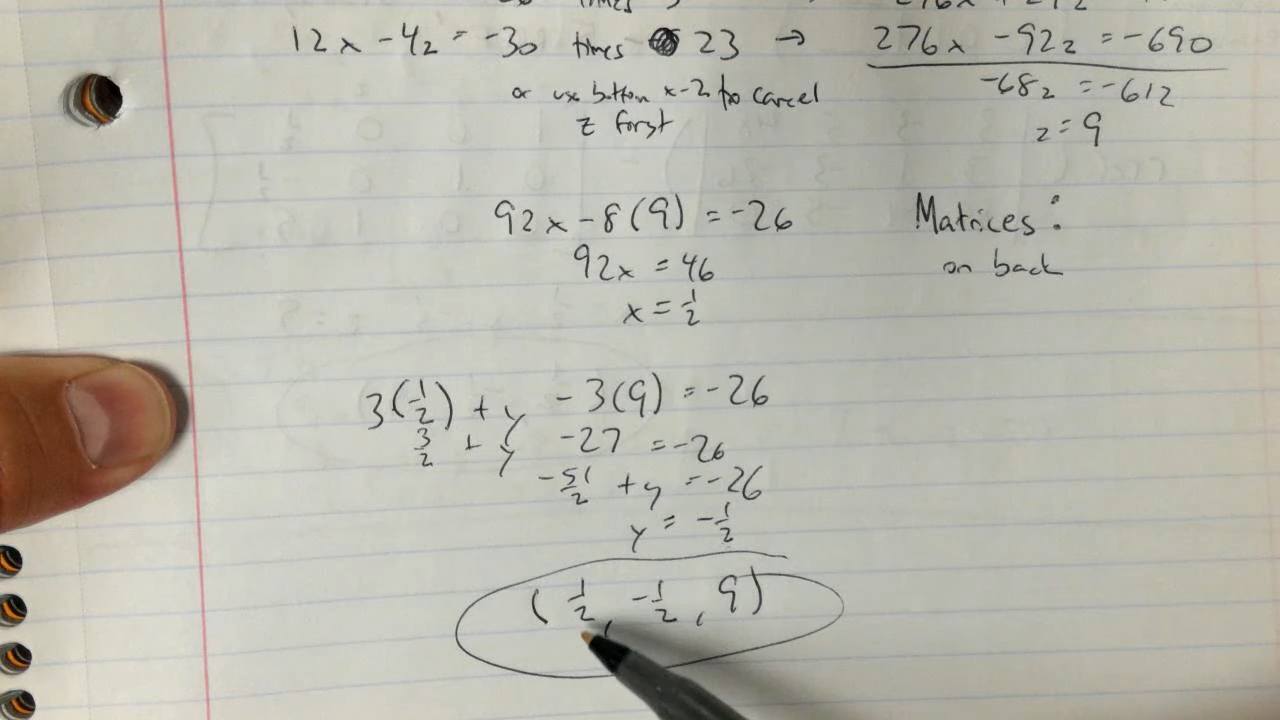 12x - 4z = -30 times 23 → 276x - 92z = -690
-68z = -612
or use bottom x-2 to cancel
z first
z = 9
92x - 8(9) = -26
92x = 46
x = 1/2
Matrices:
on back
3(1/2) + y - 3(9) = -26
3/2 + y - 27 = -26
-51/2 + y = -26
y = -1/2
(1/2, -1/2, 9)